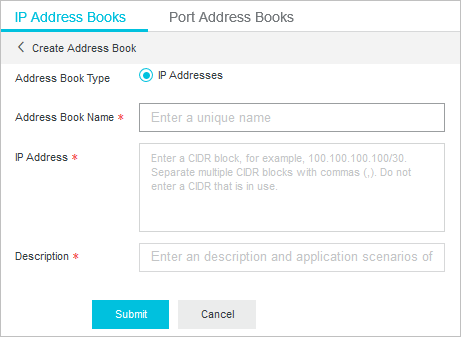 IP Address Books Port Address Books
Create Address Book
Address Book Type IP Addresses
Address Book Name * Enter a unique name
IP Address * Enter a CIDR block, for example, 100.100.100.100/30.
Separate multiple CIDR blocks with commas (,). Do not
enter a CIDR that is in use.
Description * Enter an description and application scenarios of
Submit Cancel